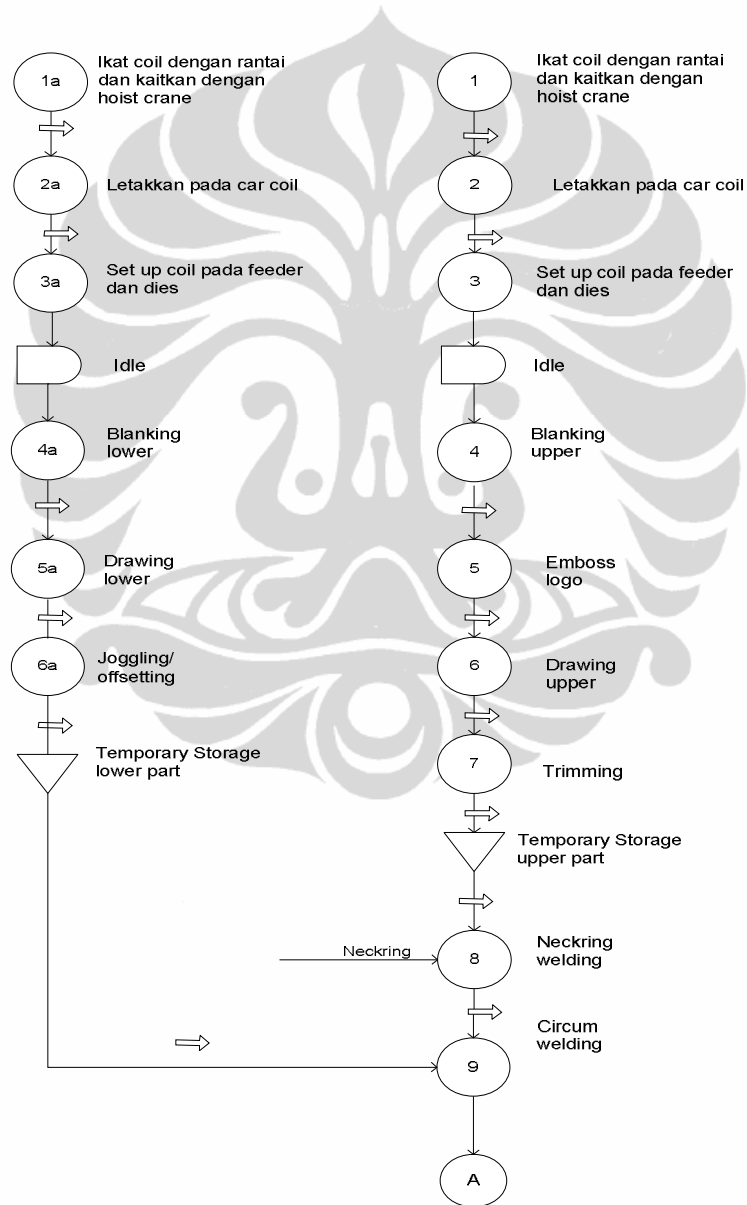 1a
Ikat coil dengan rantai
dan kaitkan dengan
hoist crane
2a
Letakkan pada car coil
3a
Set up coil pada feeder
dan dies
Idle
4a
Blanking
lower
5a
Drawing
lower
6a
Joggling/
offsetting
Temporary Storage
lower part
1
Ikat coil dengan rantai
dan kaitkan dengan
hoist crane
2
Letakkan pada car coil
3
Set up coil pada feeder
dan dies
Idle
4
Blanking
upper
5
Emboss
logo
6
Drawing
upper
7
Trimming
Temporary Storage
upper part
Neckring
8
Neckring
welding
9
Circum
welding
A